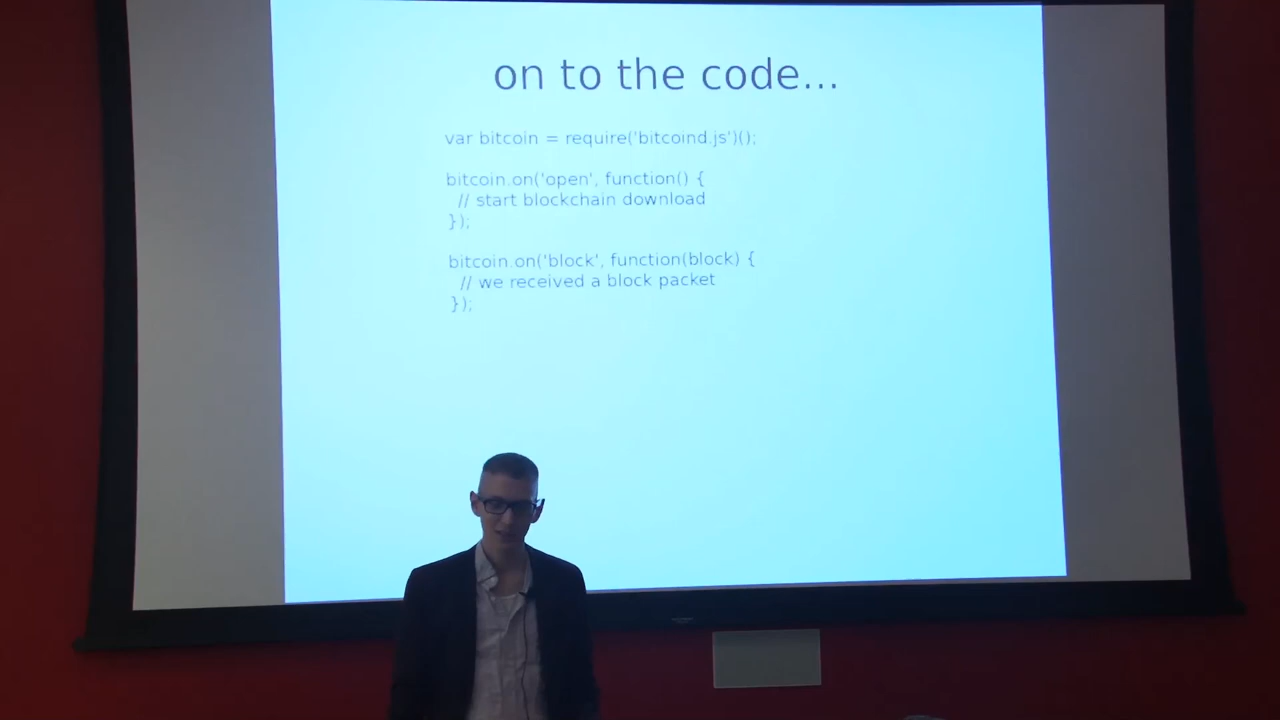 on to the code...
var bitcoin = require('bitcoind.js')();
bitcoin.on('open', function() {
// start blockchain download
});
bitcoin.on('block', function(block) {
// we received a block packet
});